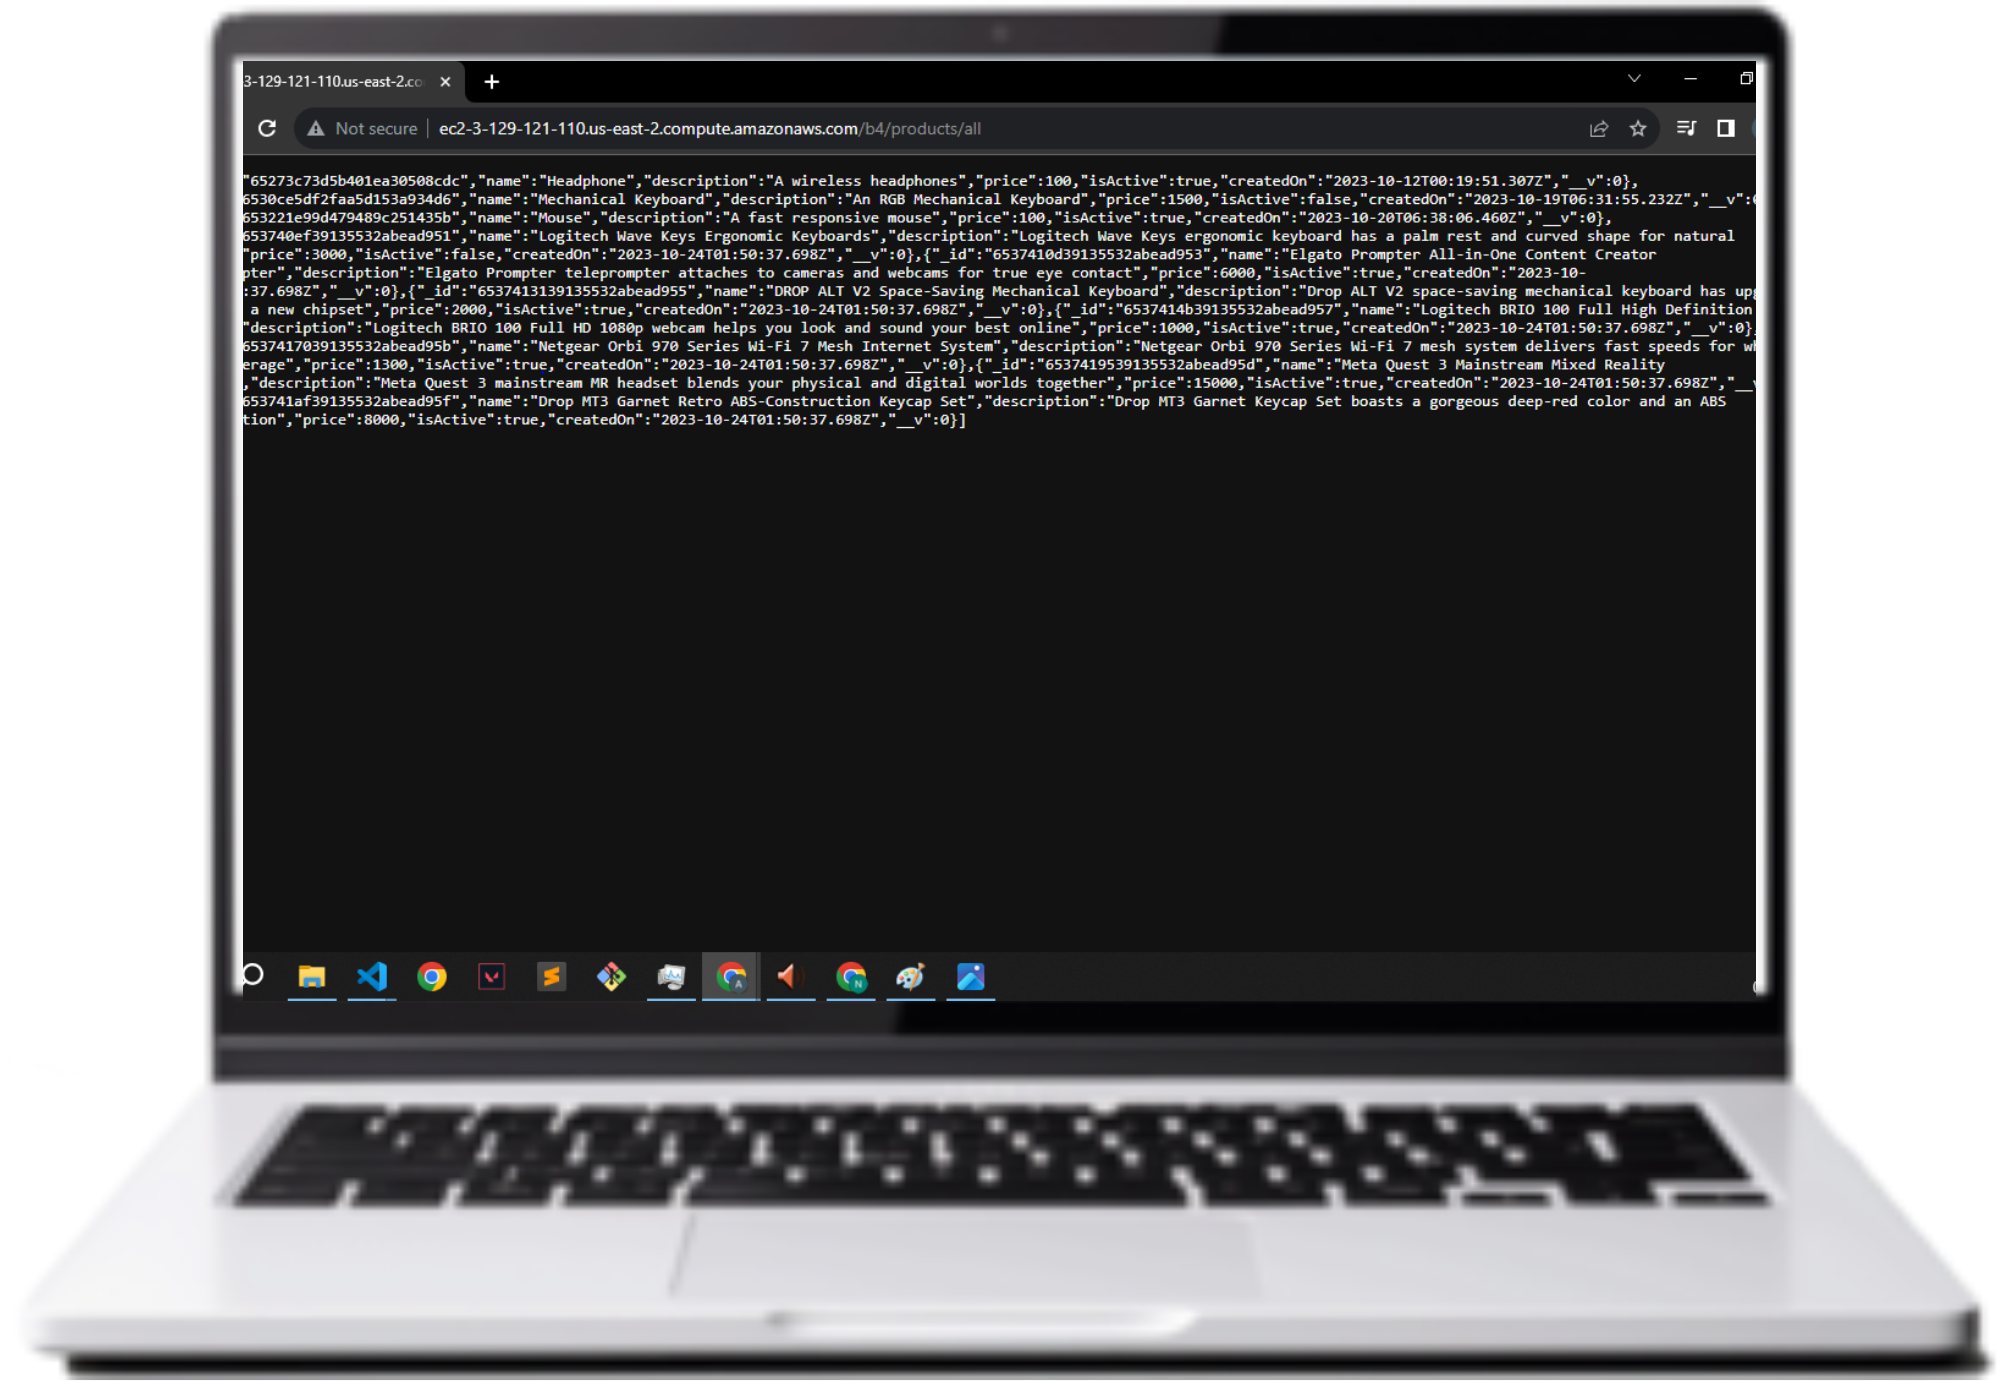 3-129-121-110.us-east-2.co
Not secure
ec2-3-129-121-110.us-east-2.compute.amazonaws.com/b4/products/all
"65273c73d5b401ea30508cdc","name":"Headphone","description":"A wireless headphones","price":100,"isActive":true,"createdOn":"2023-10-12T00:19:51.307Z","__v":0},
6530ce5df2faa5d153a934d6","name":"Mechanical Keyboard","description":"An RGB Mechanical Keyboard","price":1500,"isActive":false,"createdOn":"2023-10-19T06:31:55.232Z","__v":
653221e99d479489c251435b","name":"Mouse","description":"A fast responsive mouse","price":100,"isActive":true,"createdOn":"2023-10-20T06:38:06.460Z","__v":0},
653740ef39135532abead951","name":"Logitech Wave Keys Ergonomic Keyboards","description":"Logitech Wave Keys ergonomic keyboard has a palm rest and curved shape for natural
"price":3000,"isActive":false,"createdOn":"2023-10-24T01:50:37.698Z","__v":0},{"_id":"6537410d39135532abead953","name":"Elgato Prompter All-in-One Content Creator
pter","description":"Elgato Prompter teleprompter attaches to cameras and webcams for true eye contact","price":6000,"isActive":true,"createdOn":"2023-10-
:37.698Z","__v":0},{"_id":"6537413139135532abead955","name":"DROP ALT V2 Space-Saving Mechanical Keyboard","description":"Drop ALT V2 space-saving mechanical keyboard has upg
a new chipset","price":2000,"isActive":true,"createdOn":"2023-10-24T01:50:37.698Z","__v":0},{"_id":"6537414b39135532abead957","name":"Logitech BRIO 100 Full High Definition
"description":"Logitech BRIO 100 Full HD 1080p webcam helps you look and sound your best online","price":1000,"isActive":true,"createdOn":"2023-10-24T01:50:37.698Z","__v":0}
6537417039135532abead95b","name":"Netgear Orbi 970 Series Wi-Fi 7 Mesh Internet System","description":"Netgear Orbi 970 Series Wi-Fi 7 mesh system delivers fast speeds for wh
erage","price":1300,"isActive":true,"createdOn":"2023-10-24T01:50:37.698Z","__v":0},{"_id":"6537419539135532abead95d","name":"Meta Quest 3 Mainstream Mixed Reality
,"description":"Meta Quest 3 mainstream MR headset blends your physical and digital worlds together","price":15000,"isActive":true,"createdOn":"2023-10-24T01:50:37.698Z","__v
653741af39135532abead95f","name":"Drop MT3 Garnet Retro ABS-Construction Keycap Set","description":"Drop MT3 Garnet Keycap Set boasts a gorgeous deep-red color and an ABS
tion","price":8000,"isActive":true,"createdOn":"2023-10-24T01:50:37.698Z","__v":0}]